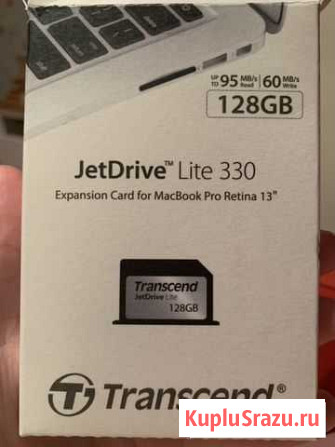 UP TO 95 MB/s Read 60 MB/s Write
128GB
JetDrive™ Lite 330
Expansion Card for MacBook Pro Retina 13"
Transcend
JetDrive Lite
128GB
Transcend®
KupluSrazu.ru